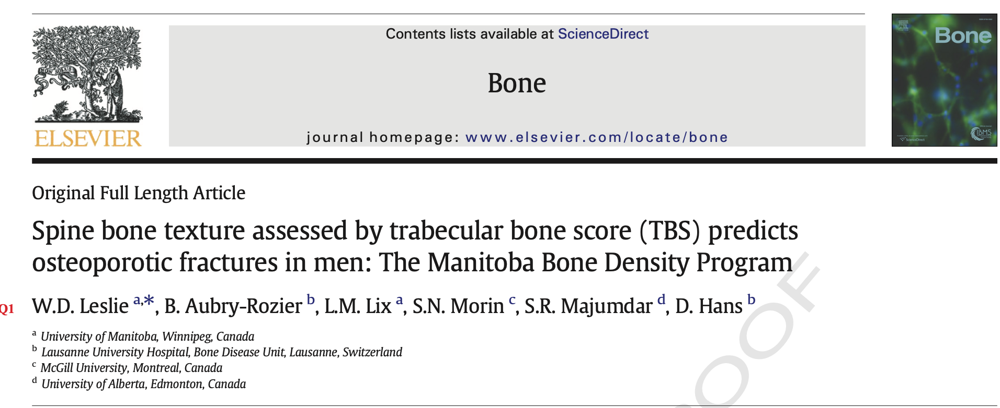 Contents lists available at ScienceDirect
Bone
journal homepage: www.elsevier.com/locate/bone
NON SOLUS
ELSEVIER
Bone
IBMS
ScienceDirect
Original Full Length Article
Spine bone texture assessed by trabecular bone score (TBS) predicts
osteoporotic fractures in men: The Manitoba Bone Density Program
Q1 W.D. Leslie a,*, B. Aubry-Rozier b, L.M. Lix a, S.N. Morin c, S.R. Majumdar d, D. Hans b
a University of Manitoba, Winnipeg, Canada
b Lausanne University Hospital, Bone Disease Unit, Lausanne, Switzerland
c McGill University, Montreal, Canada
d University of Alberta, Edmonton, Canada
OOF